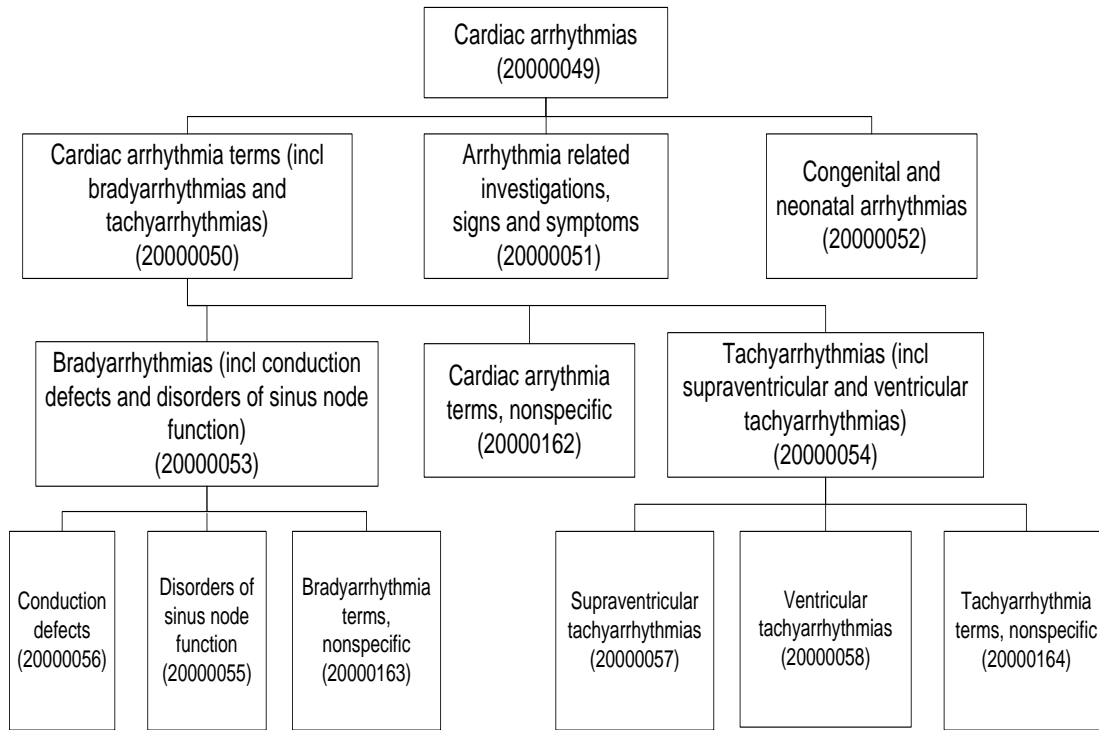 Cardiac arrhythmias
(20000049)
Cardiac arrhythmia terms (incl
bradyarrhythmias and
tachyarrhythmias)
(20000050)
Arrhythmia related
investigations,
signs and symptoms
(20000051)
Congenital and
neonatal arrhythmias
(20000052)
Bradyarrhythmias (incl conduction
defects and disorders of sinus node
function)
(20000053)
Cardiac arrythmia
terms, nonspecific
(20000162)
Tachyarrhythmias (incl
supraventricular and ventricular
tachyarrhythmias)
(20000054)
Conduction
defects
(20000056)
Disorders of
sinus node
function
(20000055)
Bradyarrhythmia
terms,
nonspecific
(20000163)
Supraventricular
tachyarrhythmias
(20000057)
Ventricular
tachyarrhythmias
(20000058)
Tachyarrhythmia
terms, nonspecific
(20000164)